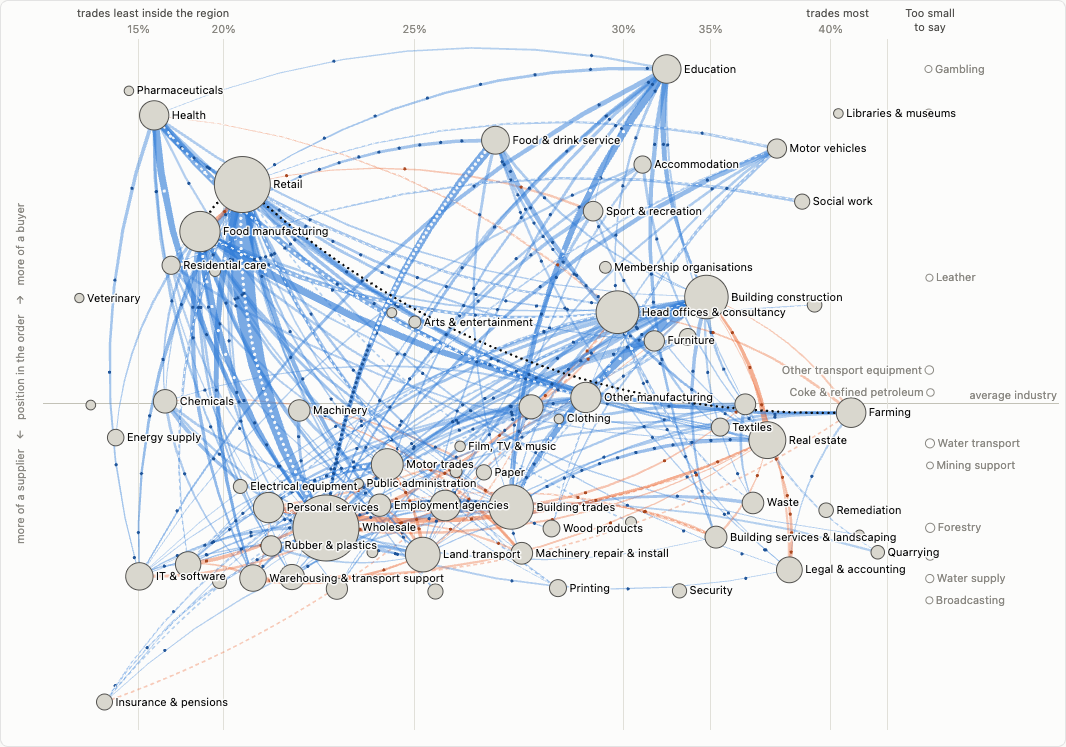 trades least inside the region
trades most
Too small
to say
15%
20%
25%
30%
35%
40%
Education
Gambling
Pharmaceuticals
Health
Libraries & museums
Food & drink service
Motor vehicles
Accommodation
Retail
Social work
Sport & recreation
Food manufacturing
Residential care
Membership organisations
Leather
Veterinary
Building construction
Head offices & consultancy
Arts & entertainment
Furniture
Other transport equipment
Coke & refined petroleum
average industry
Chemicals
Other manufacturing
Machinery
Clothing
Farming
Textiles
Energy supply
Real estate
Water transport
Film, TV & music
Motor trades
Mining support
Paper
Electrical equipment
Public administration
Personal services
Employment agencies
Building trades
Waste
Remediation
Wholesale
Wood products
Forestry
Building services & landscaping
Rubber & plastics
Land transport
Machinery repair & install
Quarrying
Legal & accounting
IT & software
Warehousing & transport support
Water supply
Printing
Security
Broadcasting
Insurance & pensions
more of a supplier ← position in the order → more of a buyer